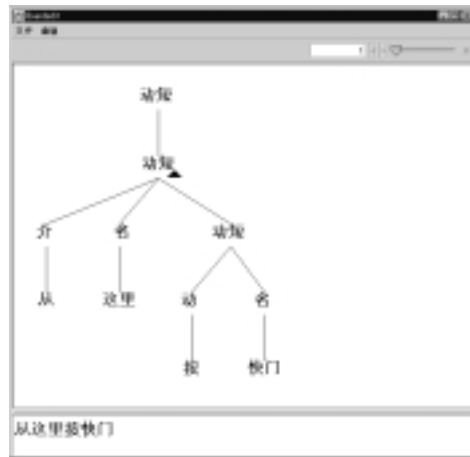 动短
动短
介 名 动短
从 这里 动 名
按 快门
从这里按快门